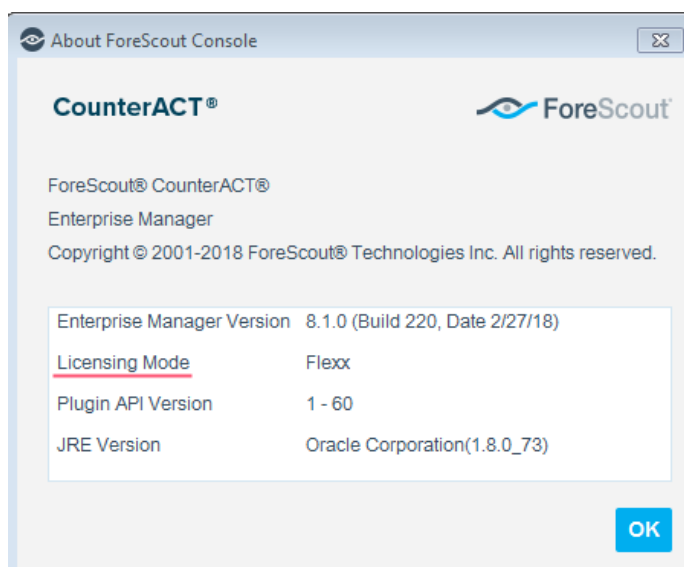 About ForeScout Console
CounterACT®
ForeScout
ForeScout® CounterACT®
Enterprise Manager
Copyright © 2001-2018 ForeScout® Technologies Inc. All rights reserved.
Enterprise Manager Version 8.1.0 (Build 220, Date 2/27/18)
Licensing Mode Flexx
Plugin API Version 1 - 60
JRE Version Oracle Corporation(1.8.0_73)
OK